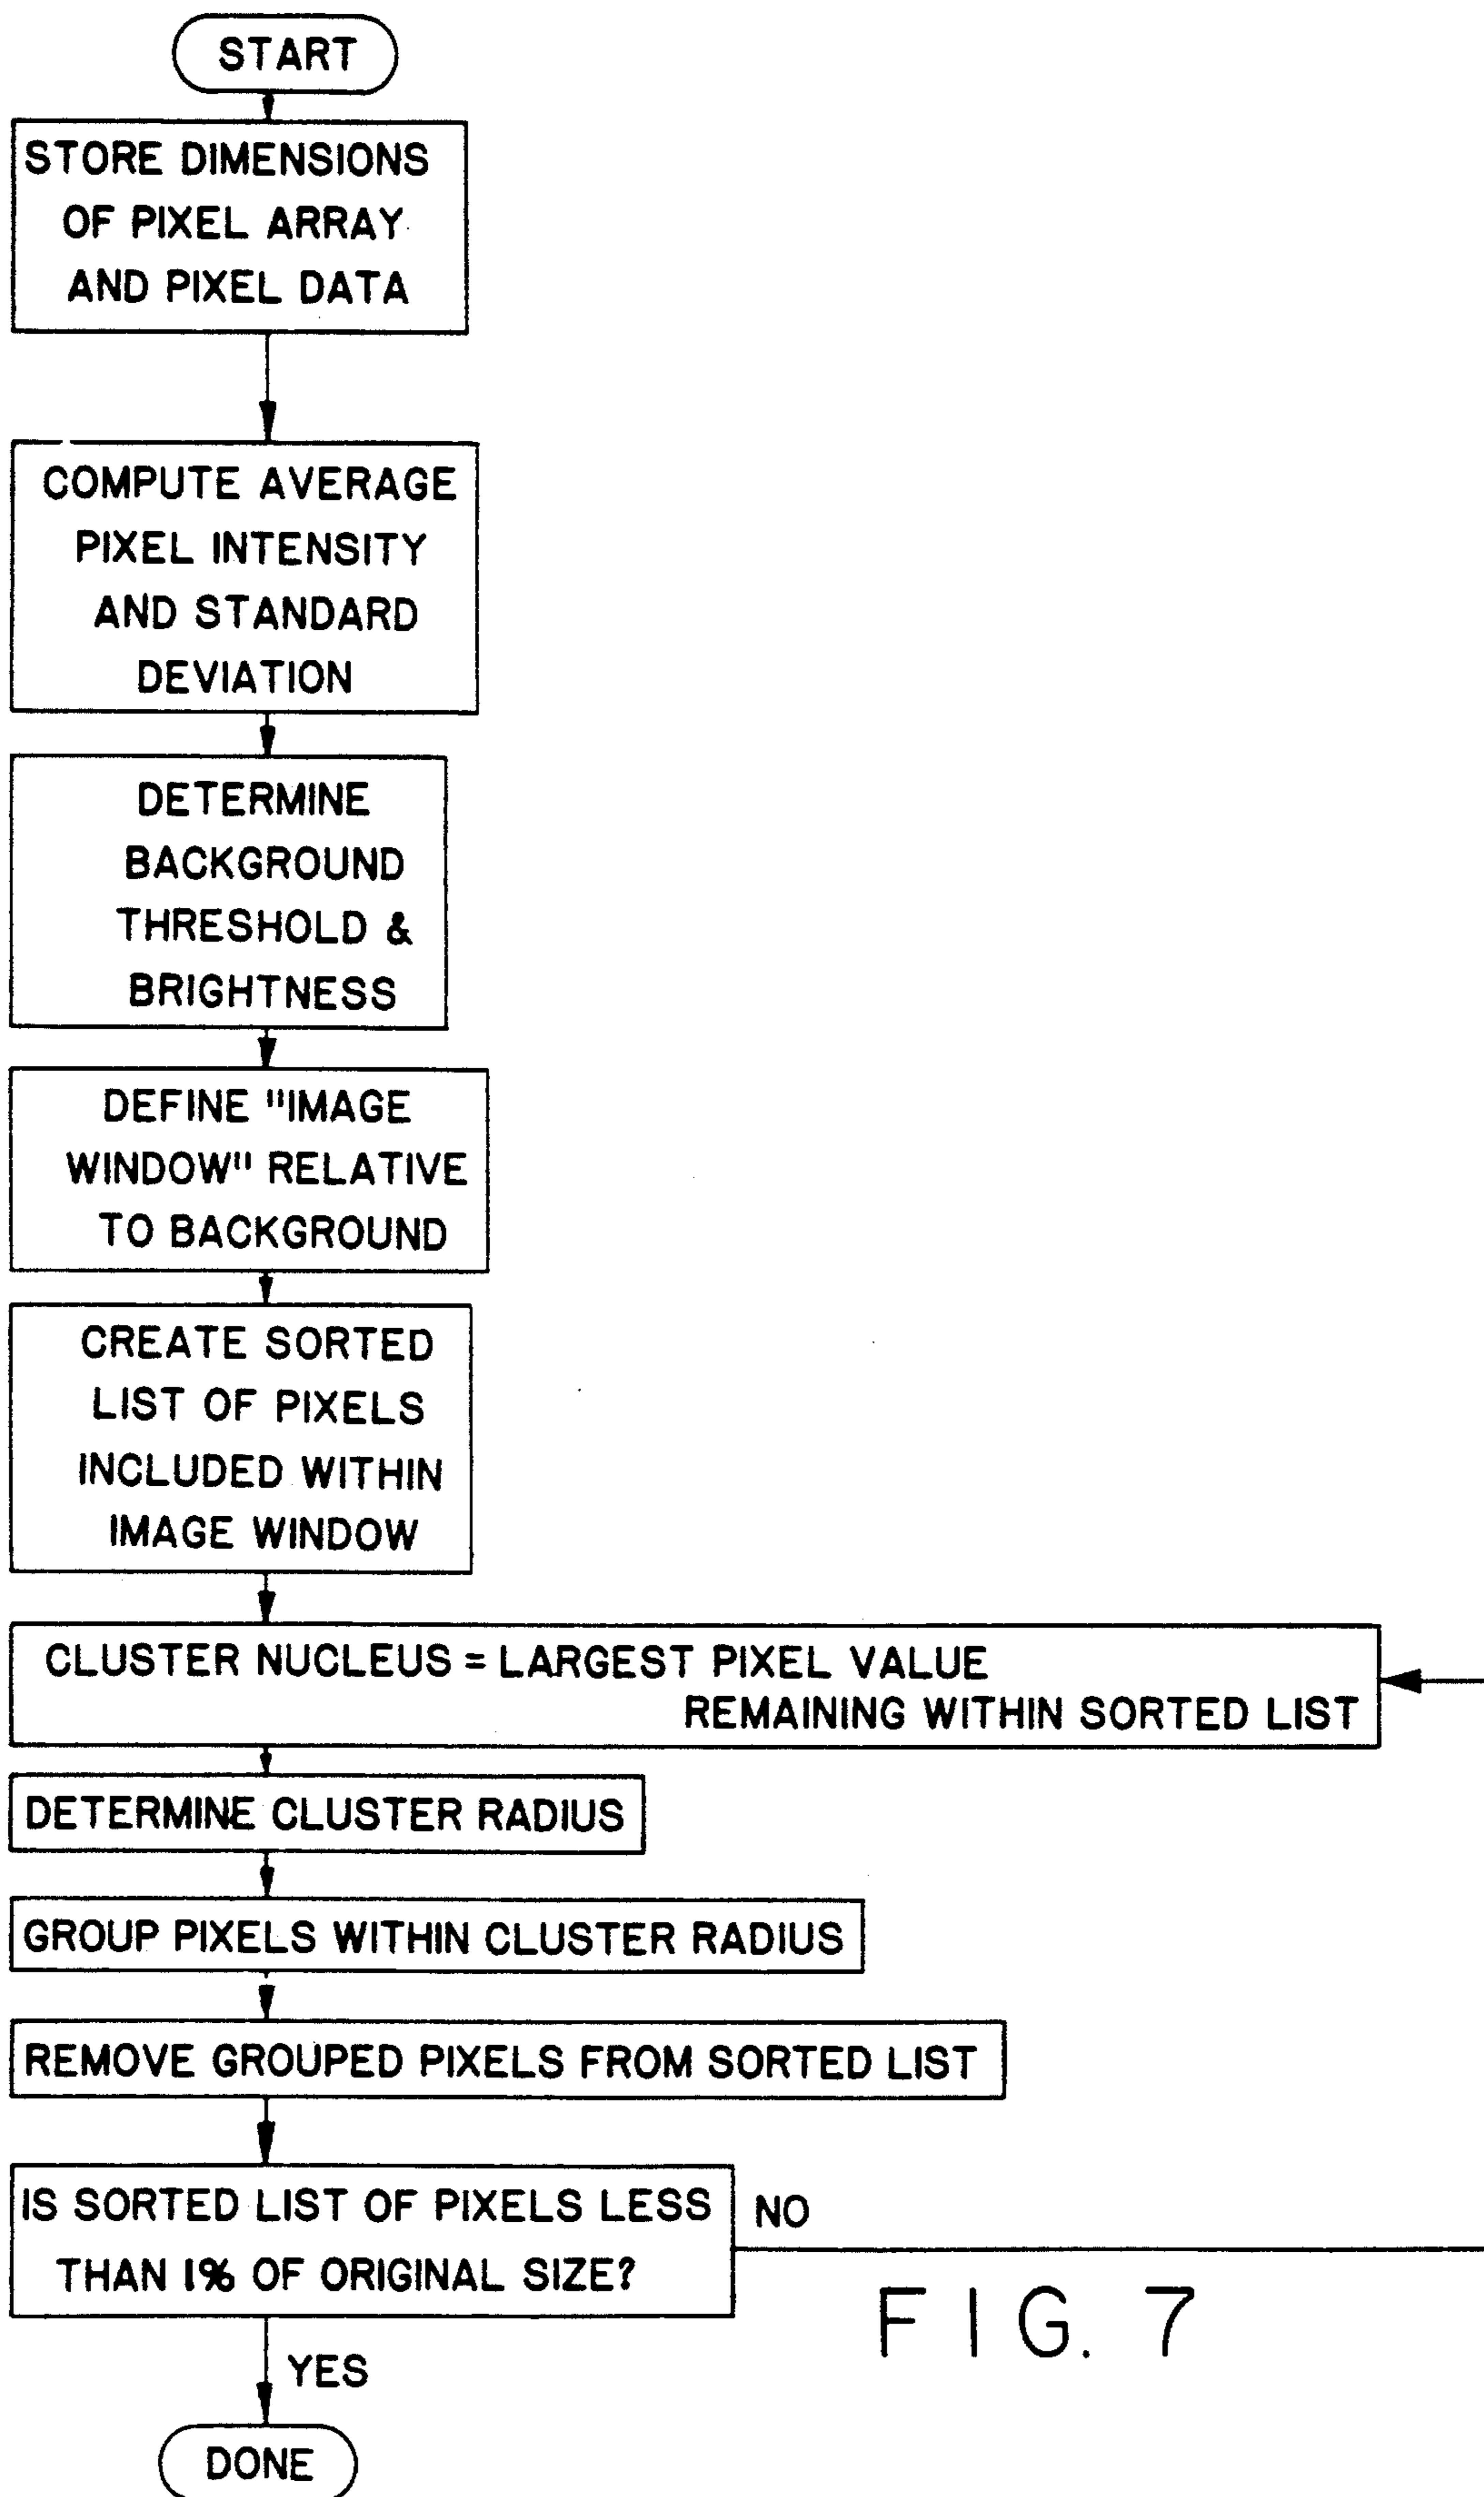 START
STORE DIMENSIONS
OF PIXEL ARRAY
AND PIXEL DATA
COMPUTE AVERAGE
PIXEL INTENSITY
AND STANDARD
DEVIATION
DETERMINE
BACKGROUND
THRESHOLD &
BRIGHTNESS
DEFINE "IMAGE
WINDOW" RELATIVE
TO BACKGROUND
CREATE SORTED
LIST OF PIXELS
INCLUDED WITHIN
IMAGE WINDOW
CLUSTER NUCLEUS = LARGEST PIXEL VALUE
REMAINING WITHIN SORTED LIST
DETERMINE CLUSTER RADIUS
GROUP PIXELS WITHIN CLUSTER RADIUS
REMOVE GROUPED PIXELS FROM SORTED LIST
IS SORTED LIST OF PIXELS LESS
THAN 1% OF ORIGINAL SIZE?
NO
YES
DONE
FIG. 7